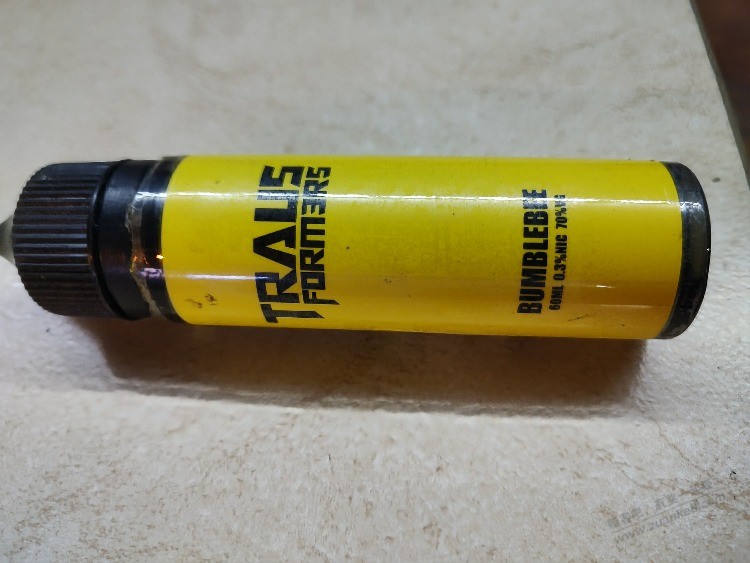 TRANS
FORMERS
BUMBLEBEE
60ML 0.3%NIC 70%VG